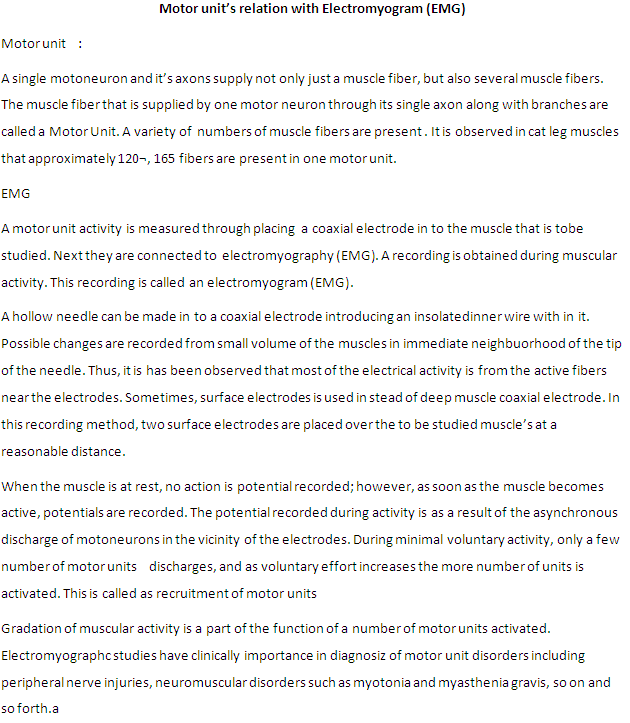 Motor unit's relation with Electromyogram (EMG)
Motor unit :
A single motoneuron and it's axons supply not only just a muscle fiber, but also several muscle fibers.
The muscle fiber that is supplied by one motor neuron through its single axon along with branches are
called a Motor Unit. A variety of numbers of muscle fibers are present . It is observed in cat leg muscles
that approximately 120¬, 165 fibers are present in one motor unit.
EMG
A motor unit activity is measured through placing a coaxial electrode in to the muscle that is tobe
studied. Next they are connected to electromyography (EMG). A recording is obtained during muscular
activity. This recording is called an electromyogram (EMG).
A hollow needle can be made in to a coaxial electrode introducing an insolatedinner wire with in it.
Possible changes are recorded from small volume of the muscles in immediate neighbuorhood of the tip
of the needle. Thus, it is has been observed that most of the electrical activity is from the active fibers
near the electrodes. Sometimes, surface electrodes is used in stead of deep muscle coaxial electrode. In
this recording method, two surface electrodes are placed over the to be studied muscle's at a
reasonable distance.
When the muscle is at rest, no action is potential recorded; however, as soon as the muscle becomes
active, potentials are recorded. The potential recorded during activity is as a result of the asynchronous
discharge of motoneurons in the vicinity of the electrodes. During minimal voluntary activity, only a few
number of motor units discharges, and as voluntary effort increases the more number of units is
activated. This is called as recruitment of motor units
Gradation of muscular activity is a part of the function of a number of motor units activated.
Electromyographc studies have clinically importance in diagnosiz of motor unit disorders including
peripheral nerve injuries, neuromuscular disorders such as myotonia and myasthenia gravis, so on and
so forth.a